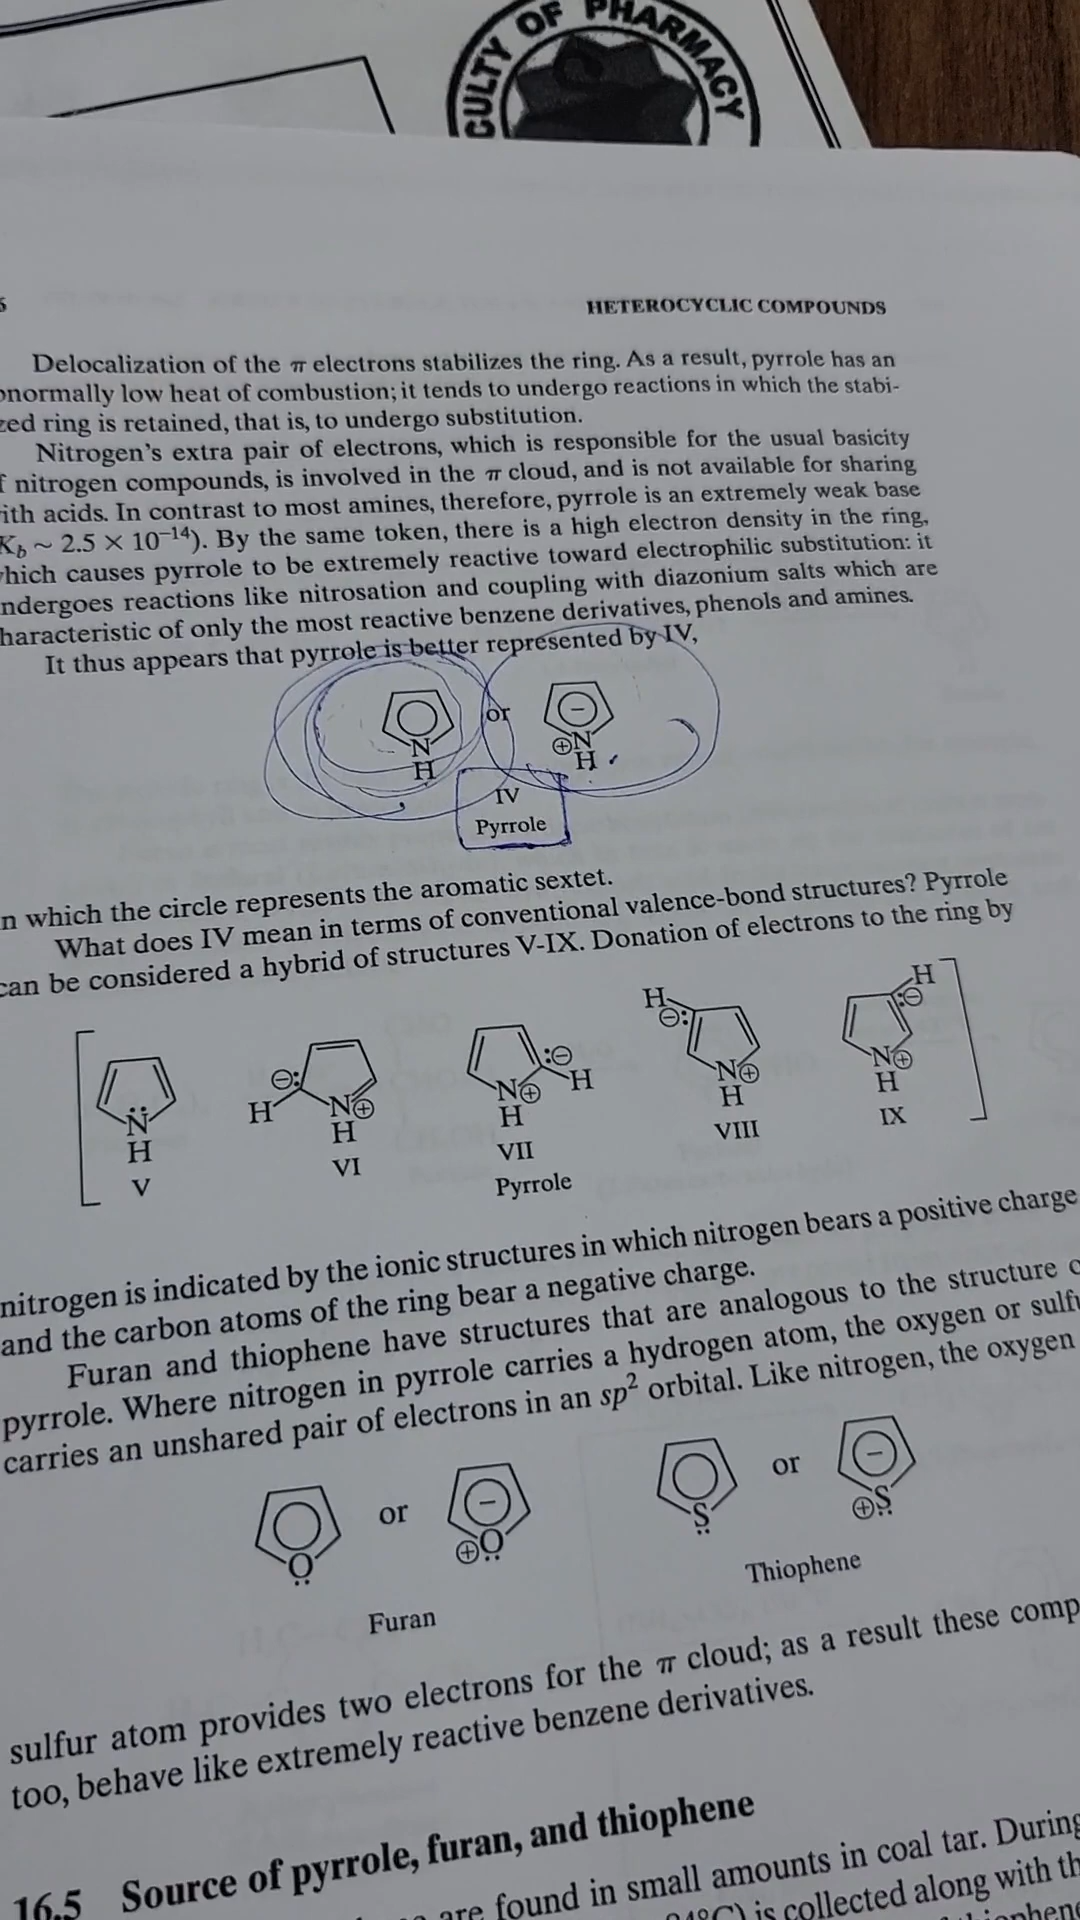 OF PHARMACY
HETEROCYCLIC COMPOUNDS
Delocalization of the π electrons stabilizes the ring. As a result, pyrrole has an
low heat of combustion; it tends to undergo reactions in which the stabi-
ring is retained, that is, to undergo substitution.
Nitrogen's extra pair of electrons, which is responsible for the usual basicity
nitrogen compounds, is involved in the π cloud, and is not available for sharing
acids. In contrast to most amines, therefore, pyrrole is an extremely weak base
K_b ~ 2.5 × 10⁻¹⁴). By the same token, there is a high electron density in the ring,
which causes pyrrole to be extremely reactive toward electrophilic substitution: it
undergoes reactions like nitrosation and coupling with diazonium salts which are
characteristic of only the most reactive benzene derivatives, phenols and amines.
It thus appears that pyrrole is better represented by IV,
N H or ⊖ ⊕N H
IV
Pyrrole
in which the circle represents the aromatic sextet.
What does IV mean in terms of conventional valence-bond structures? Pyrrole
can be considered a hybrid of structures V-IX. Donation of electrons to the ring by
N̈ H ⊖: H N⊕ H :⊖ H N⊕ H H ⊖: N⊕ H H :⊖ N⊕ H
V VI VII VIII IX
Pyrrole
nitrogen is indicated by the ionic structures in which nitrogen bears a positive charge
and the carbon atoms of the ring bear a negative charge.
Furan and thiophene have structures that are analogous to the structure
pyrrole. Where nitrogen in pyrrole carries a hydrogen atom, the oxygen or
carries an unshared pair of electrons in an sp² orbital. Like nitrogen, the oxygen
O or ⊖ ⊕O S or ⊖ ⊕S
Furan Thiophene
sulfur atom provides two electrons for the π cloud; as a result these
too, behave like extremely reactive benzene derivatives.
16.5 Source of pyrrole, furan, and thiophene
are found in small amounts in coal tar. During
is collected along with